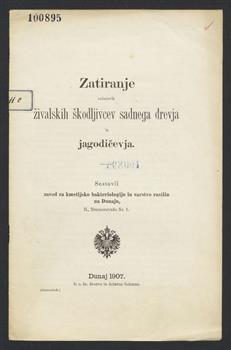 100895
Zatiranje
živalskih škodljivcev sadnega drevja
in
jagodičevja.
Sestavil
zavod za kmetijsko bakteriologijo in varstvo rastlin
na Dunaju,
II., Trunnerstraße Nr. 1.
Dunaj 1907.